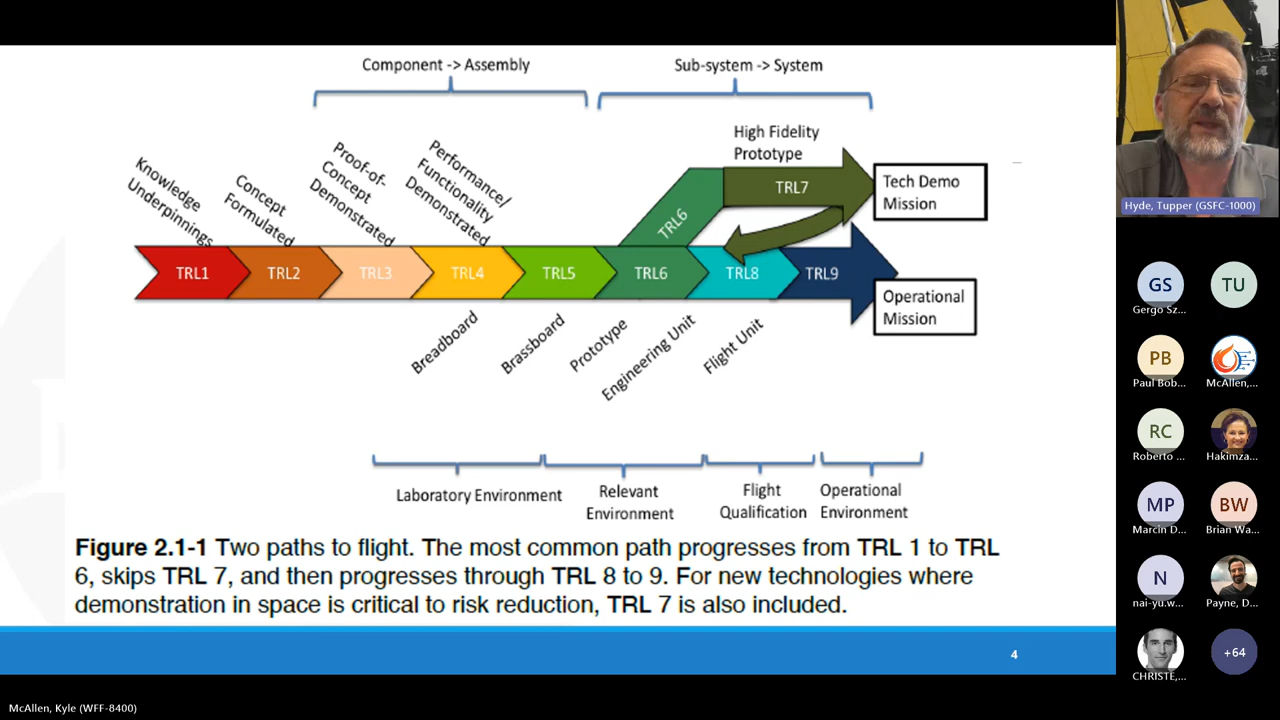 Component -> Assembly
Sub-system -> System
Knowledge
Underpinnings
Concept
Formulated
Proof-of-
Concept
Demonstrated
Performance/
Functionality
Demonstrated
High Fidelity
Prototype
TRL7
Tech Demo
Mission
TRL6
TRL1
TRL2
TRL3
TRL4
TRL5
TRL6
TRL8
TRL9
Operational
Mission
Breadboard
Brassboard
Prototype
Engineering Unit
Flight Unit
Laboratory Environment
Relevant
Environment
Flight
Qualification
Operational
Environment
Figure 2.1-1 Two paths to flight. The most common path progresses from TRL 1 to TRL
6, skips TRL 7, and then progresses through TRL 8 to 9. For new technologies where
demonstration in space is critical to risk reduction, TRL 7 is also included.
4
Hyde, Tupper (GSFC-1000)
GS
Gergo Sz...
TU
PB
Paul Bob...
McAllen,...
RC
Roberto ...
Hakimza...
MP
Marcin D...
BW
Brian Wa...
N
nai-yu.w...
Payne, D...
CHRISTE,...
+64
McAllen, Kyle (WFF-8400)